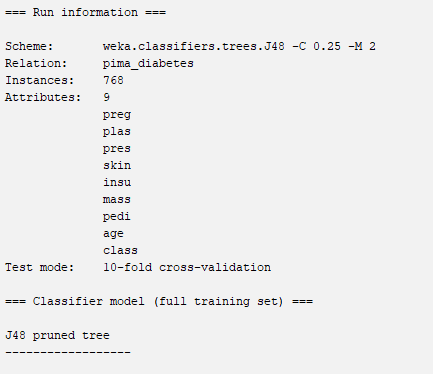 === Run information ===
Scheme: weka.classifiers.trees.J48 -C 0.25 -M 2
Relation: pima_diabetes
Instances: 768
Attributes: 9
preg
plas
pres
skin
insu
mass
pedi
age
class
Test mode: 10-fold cross-validation
=== Classifier model (full training set) ===
J48 pruned tree
------------------